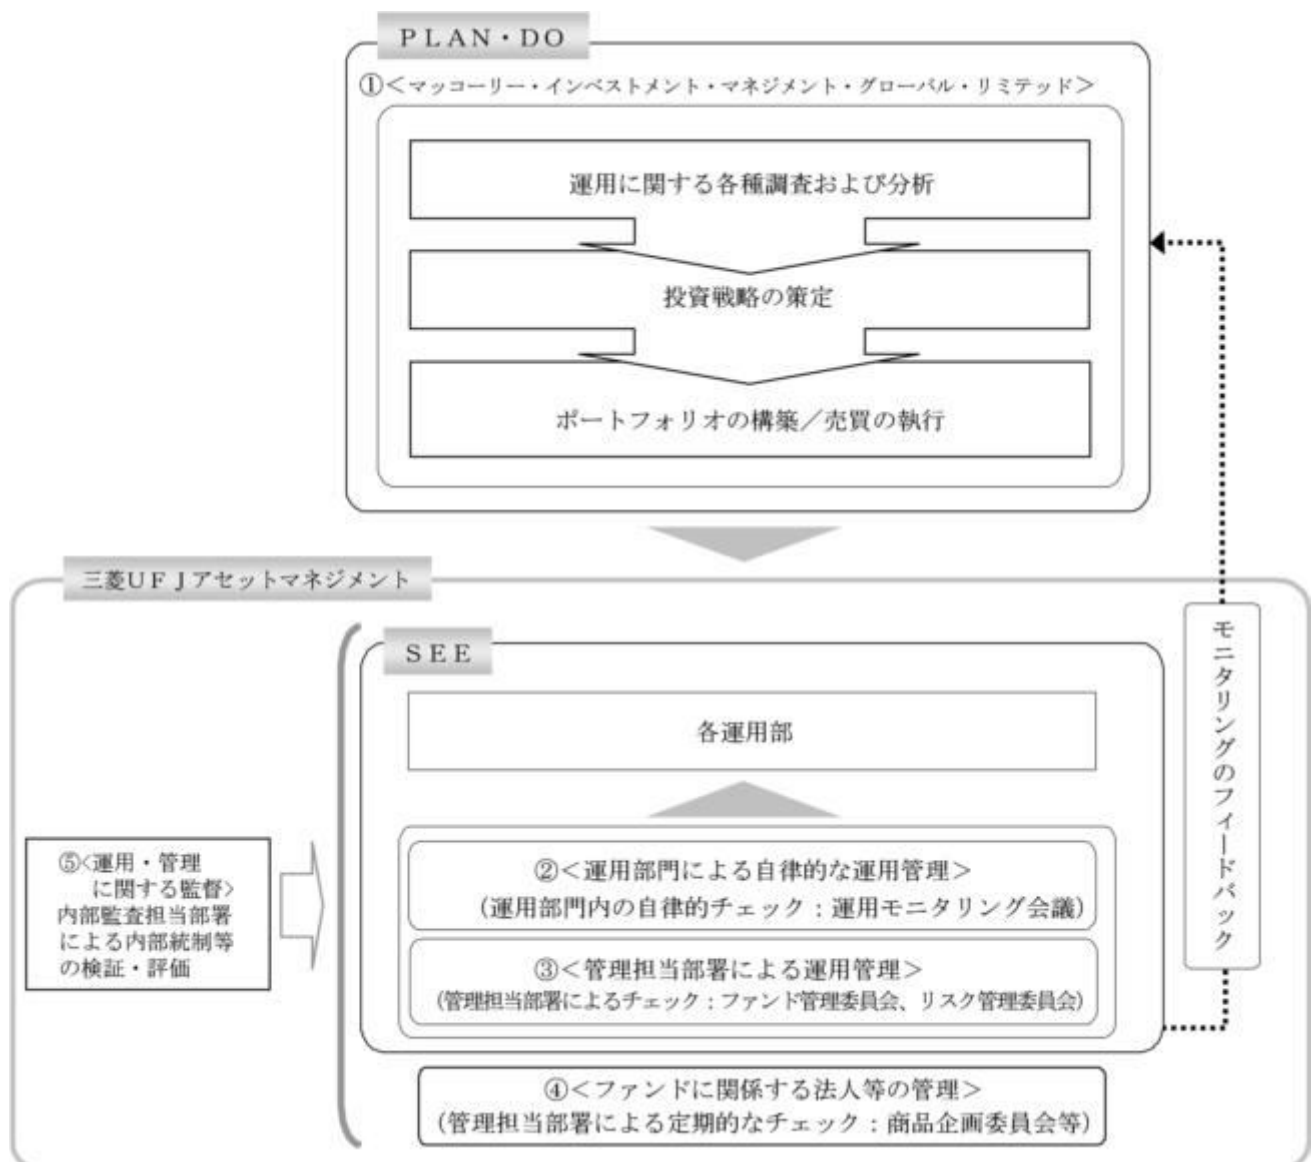 ＰＬＡＮ・ＤＯ
①＜マッコーリー・インベストメント・マネジメント・グローバル・リミテッド＞
運用に関する各種調査および分析
投資戦略の策定
ポートフォリオの構築／売買の執行
三菱ＵＦＪアセットマネジメント
ＳＥＥ
各運用部
②＜運用部門による自律的な運用管理＞
（運用部門内の自律的チェック：運用モニタリング会議）
③＜管理担当部署による運用管理＞
（管理担当部署によるチェック：ファンド管理委員会、リスク管理委員会）
④＜ファンドに関係する法人等の管理＞
（管理担当部署による定期的なチェック：商品企画委員会等）
⑤＜運用・管理
に関する監督＞
内部監査担当部署
による内部統制等
の検証・評価
モニタリングのフィードバック